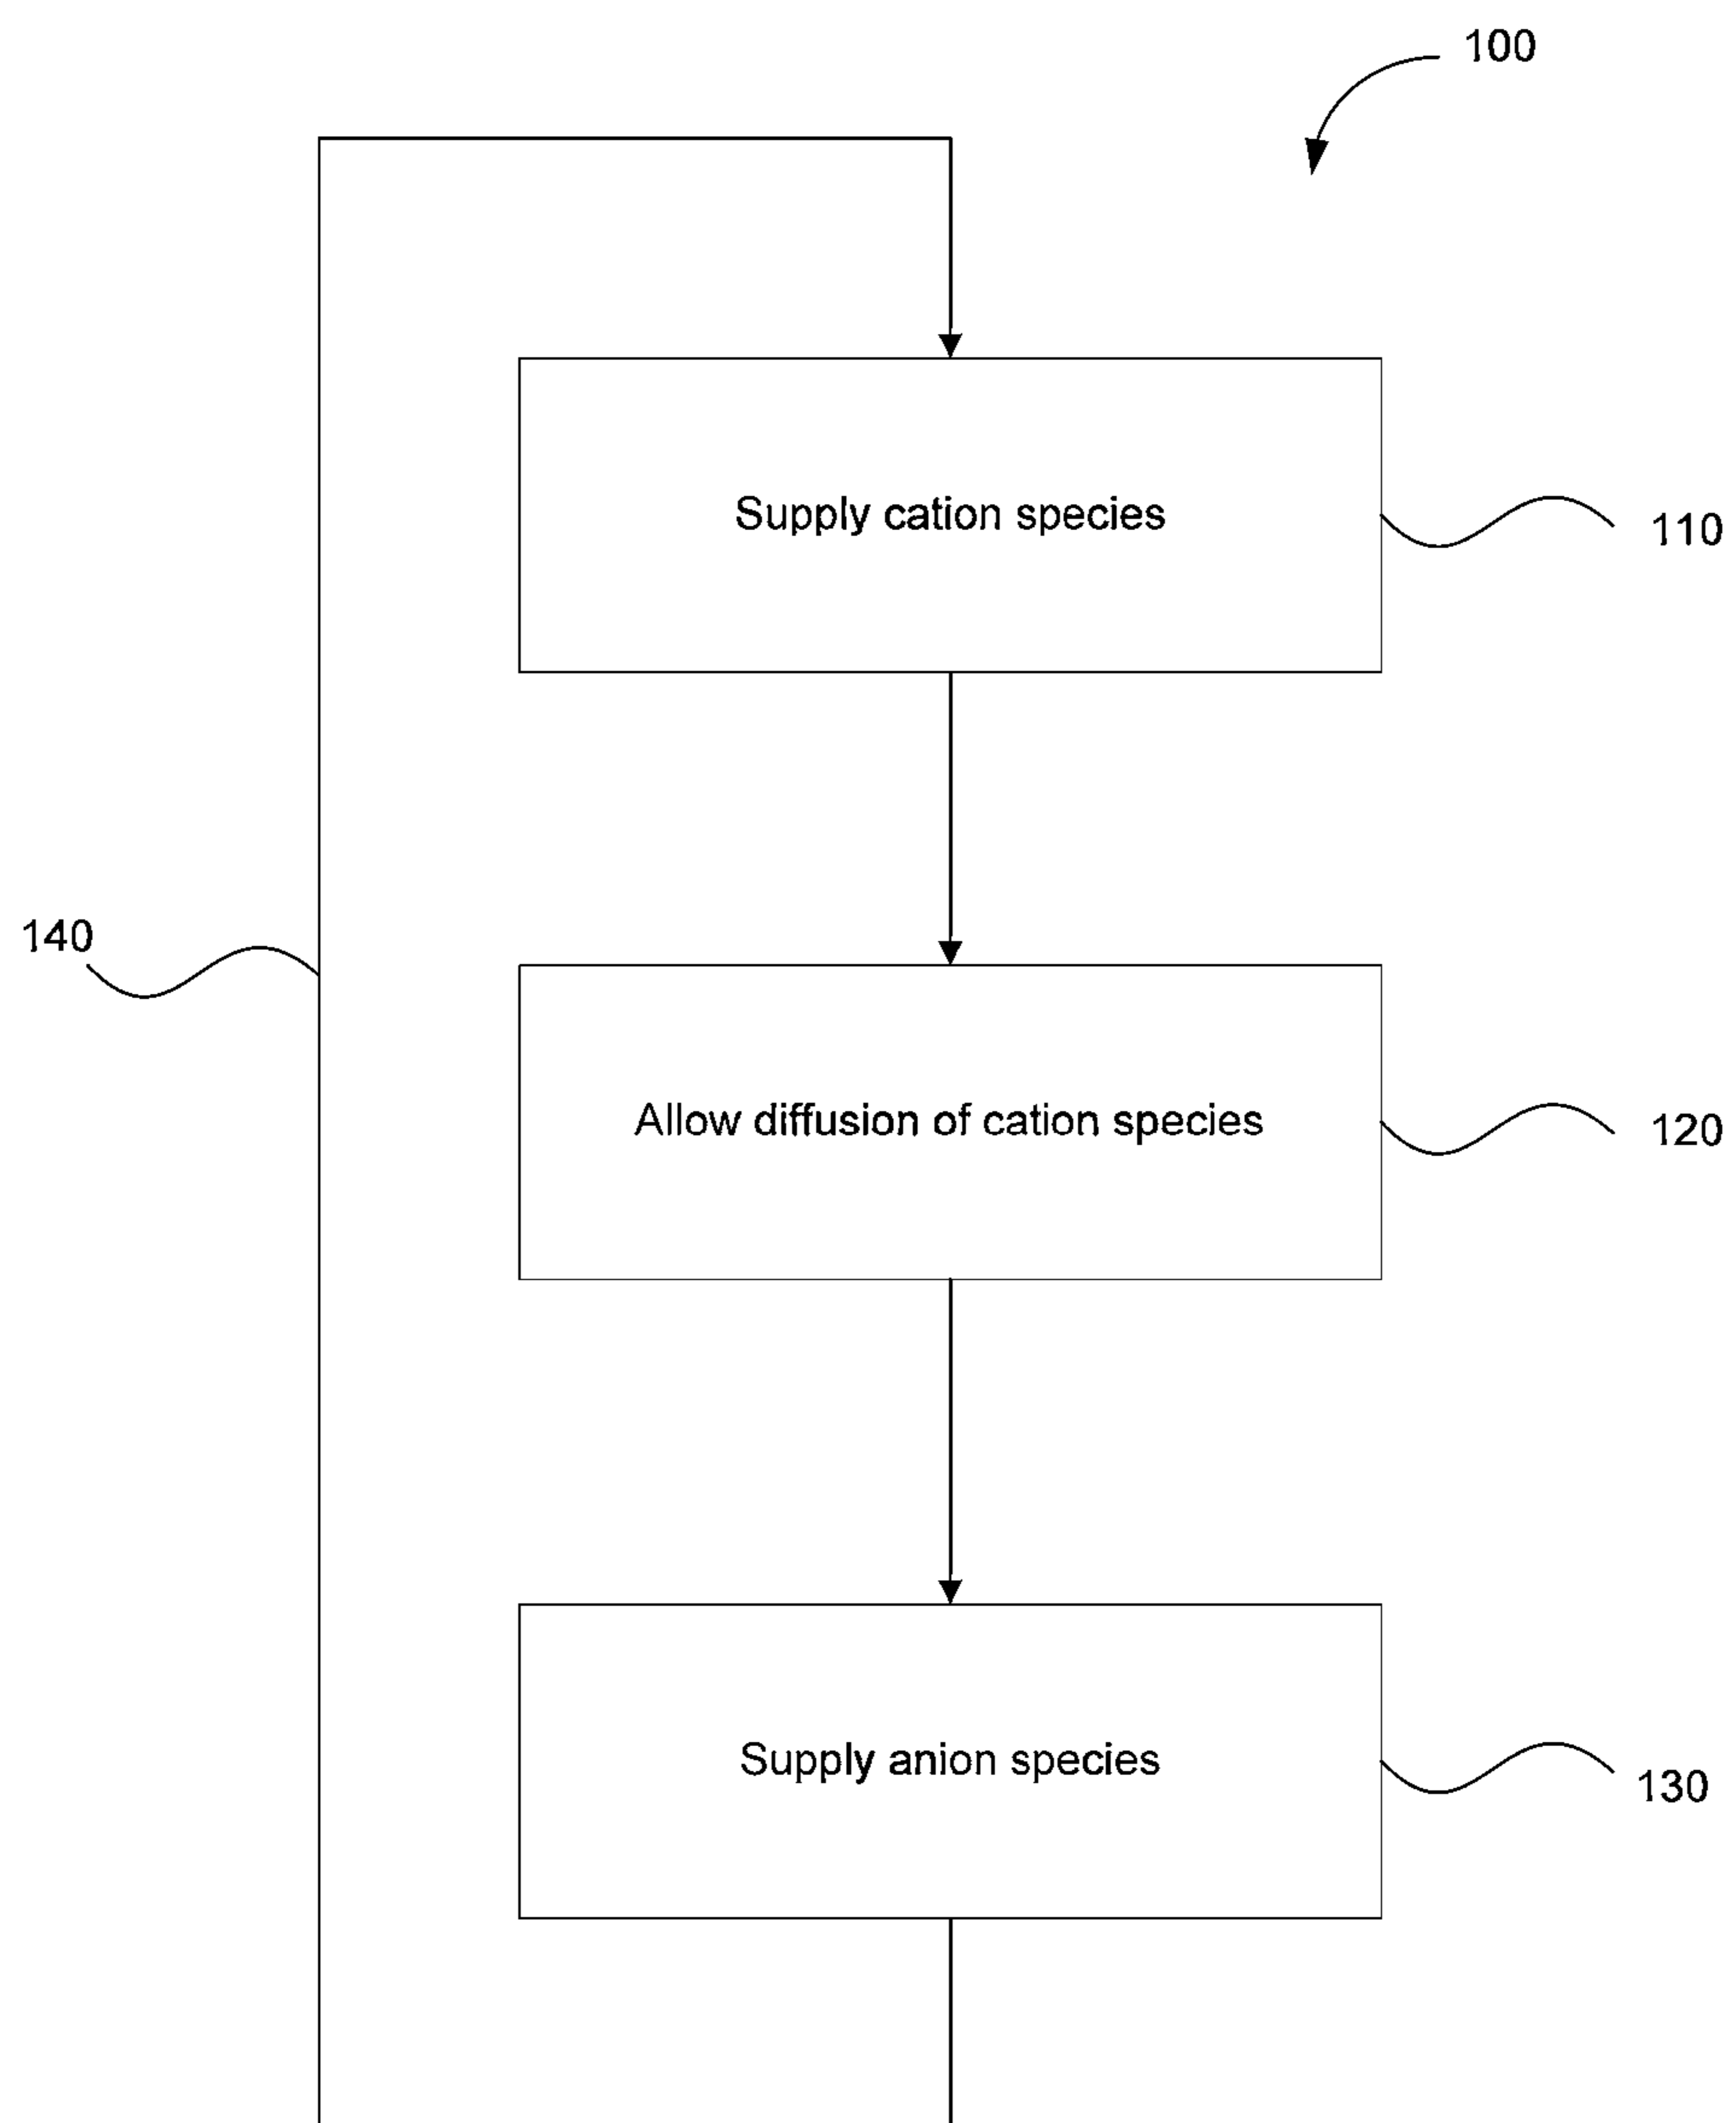 100
Supply cation species
110
140
Allow diffusion of cation species
120
Supply anion species
130